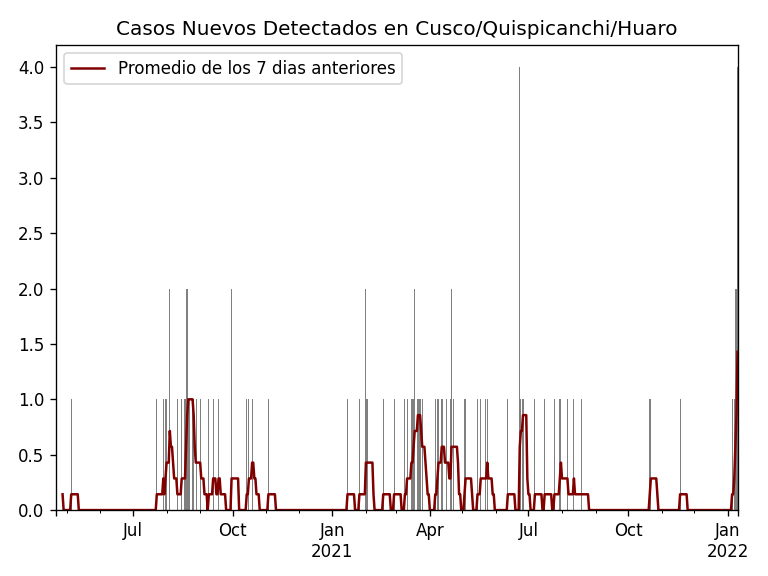 Casos Nuevos Detectados en Cusco/Quispicanchi/Huaro
Promedio de los 7 dias anteriores
4.0
3.5
3.0
2.5
2.0
1.5
1.0
0.5
0.0
Jul
Oct
Jan
2021
Apr
Jul
Oct
Jan
2022